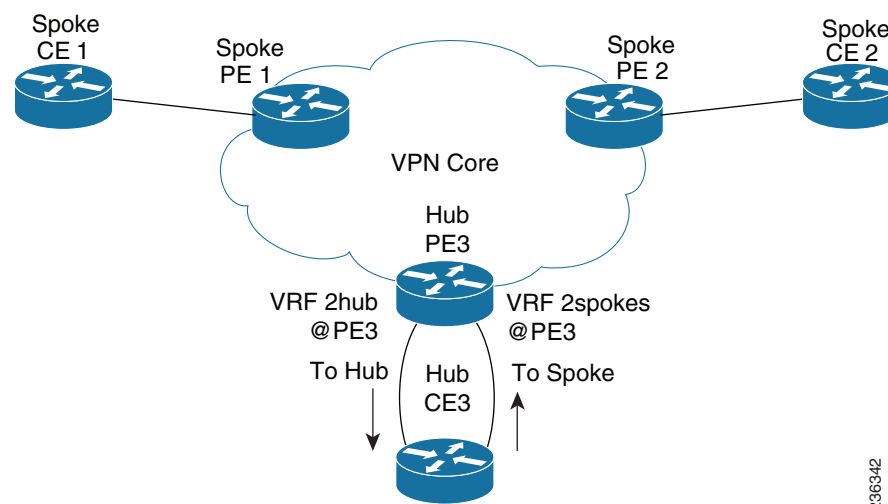 Spoke
CE 1
Spoke
PE 1
Spoke
PE 2
Spoke
CE 2
VPN Core
Hub
PE3
VRF 2hub
@PE3
VRF 2spokes
@PE3
To Hub
Hub
CE3
To Spoke